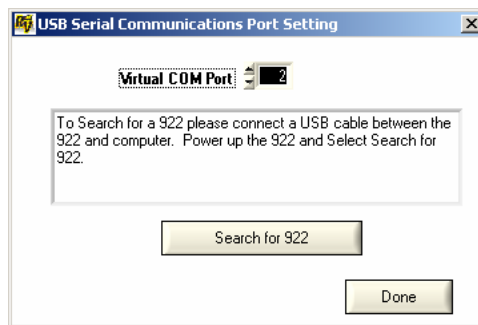 USB Serial Communications Port Setting
Virtual COM Port 2
To Search for a 922 please connect a USB cable between the
922 and computer. Power up the 922 and Select Search for
922.
Search for 922
Done